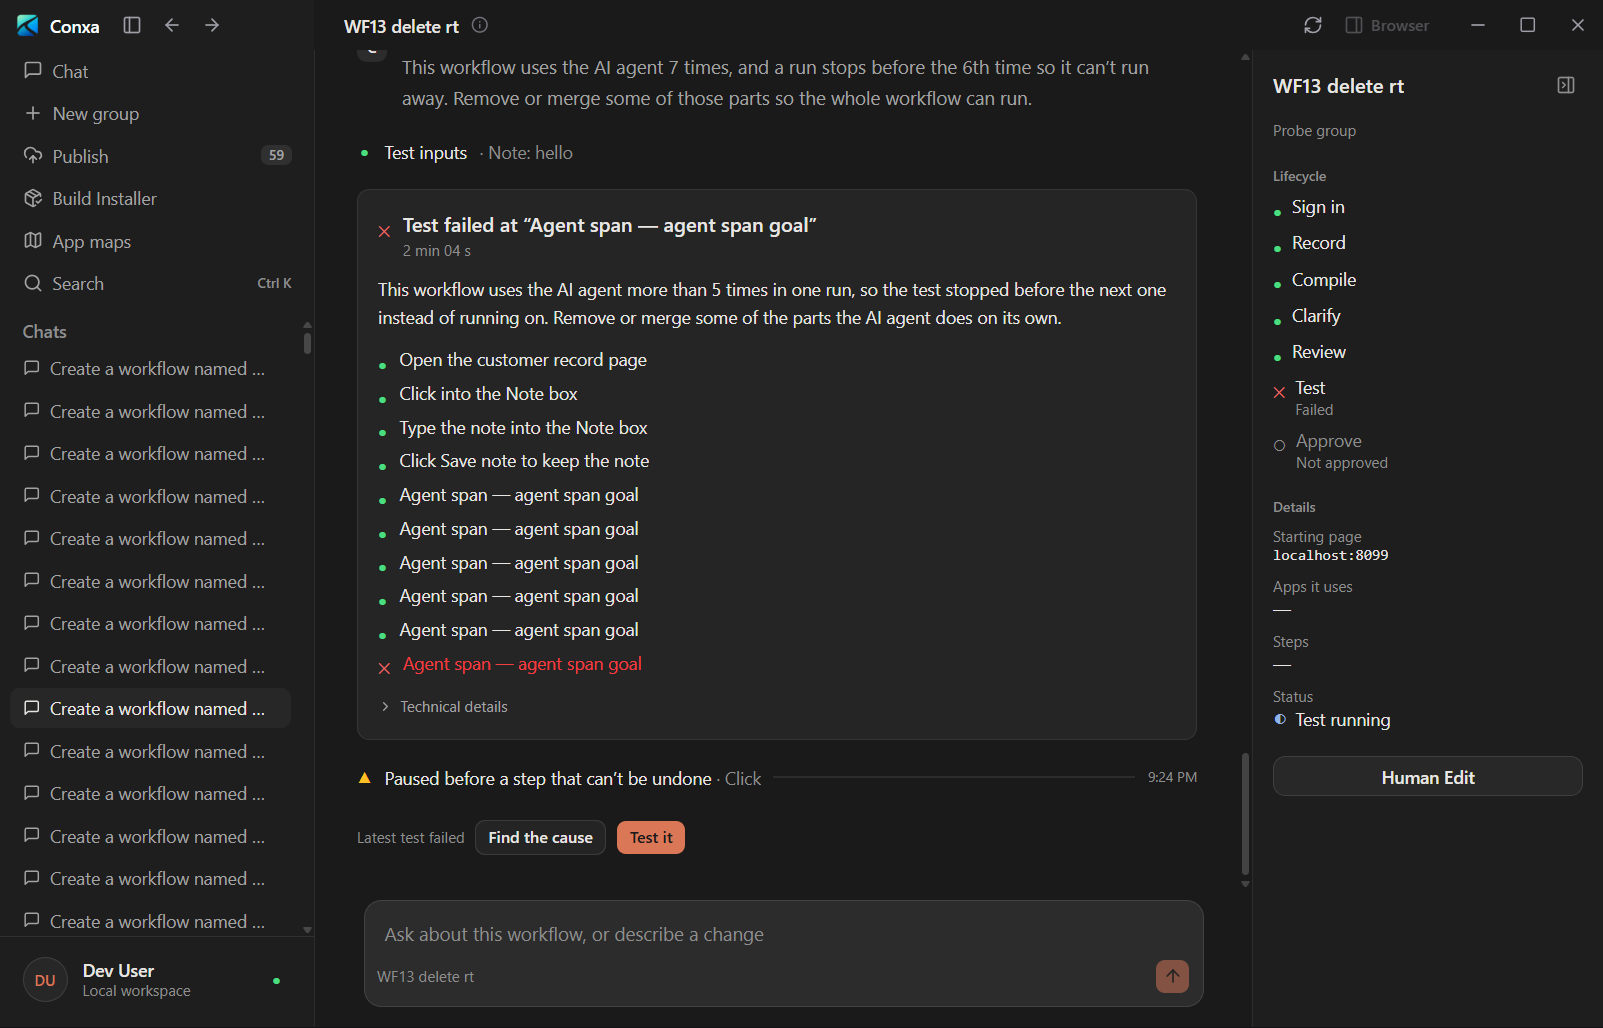 Conxa
Chat
New group
Publish 59
Build Installer
App maps
Search Ctrl K
Chats
Create a workflow named ...
Create a workflow named ...
Create a workflow named ...
Create a workflow named ...
Create a workflow named ...
Create a workflow named ...
Create a workflow named ...
Create a workflow named ...
Create a workflow named ...
Create a workflow named ...
Create a workflow named ...
Create a workflow named ...
Create a workflow named ...
Create a workflow named ...
DU
Dev User
Local workspace
WF13 delete rt
Browser
This workflow uses the AI agent 7 times, and a run stops before the 6th time so it can’t run
away. Remove or merge some of those parts so the whole workflow can run.
Test inputs · Note: hello
Test failed at “Agent span — agent span goal”
2 min 04 s
This workflow uses the AI agent more than 5 times in one run, so the test stopped before the next one
instead of running on. Remove or merge some of the parts the AI agent does on its own.
Open the customer record page
Click into the Note box
Type the note into the Note box
Click Save note to keep the note
Agent span — agent span goal
Agent span — agent span goal
Agent span — agent span goal
Agent span — agent span goal
Agent span — agent span goal
Agent span — agent span goal
Technical details
Paused before a step that can’t be undone · Click 9:24 PM
Latest test failed Find the cause Test it
Ask about this workflow, or describe a change
WF13 delete rt
WF13 delete rt
Probe group
Lifecycle
Sign in
Record
Compile
Clarify
Review
Test
Failed
Approve
Not approved
Details
Starting page
localhost:8099
Apps it uses
—
Steps
—
Status
Test running
Human Edit